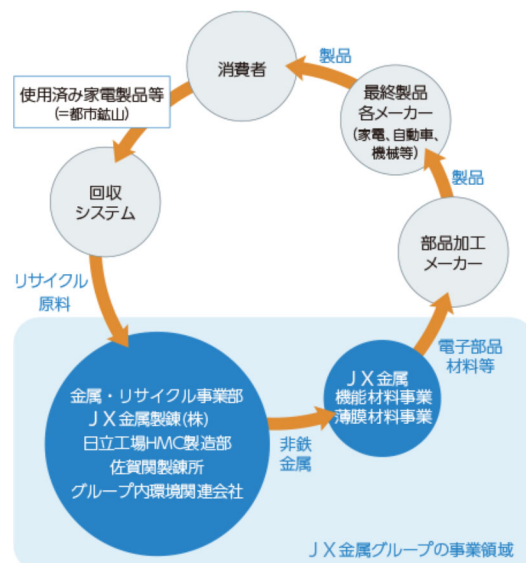 消費者
製品
使用済み家電製品等
(＝都市鉱山)
最終製品
各メーカー
(家電、自動車、
機械等)
回収
システム
製品
部品加工
メーカー
リサイクル
原料
電子部品
材料等
金属・リサイクル事業部
ＪＸ金属製錬(株)
日立工場HMC製造部
佐賀関製錬所
グループ内環境関連会社
非鉄
金属
ＪＸ金属
機能材料事業
薄膜材料事業
ＪＸ金属グループの事業領域